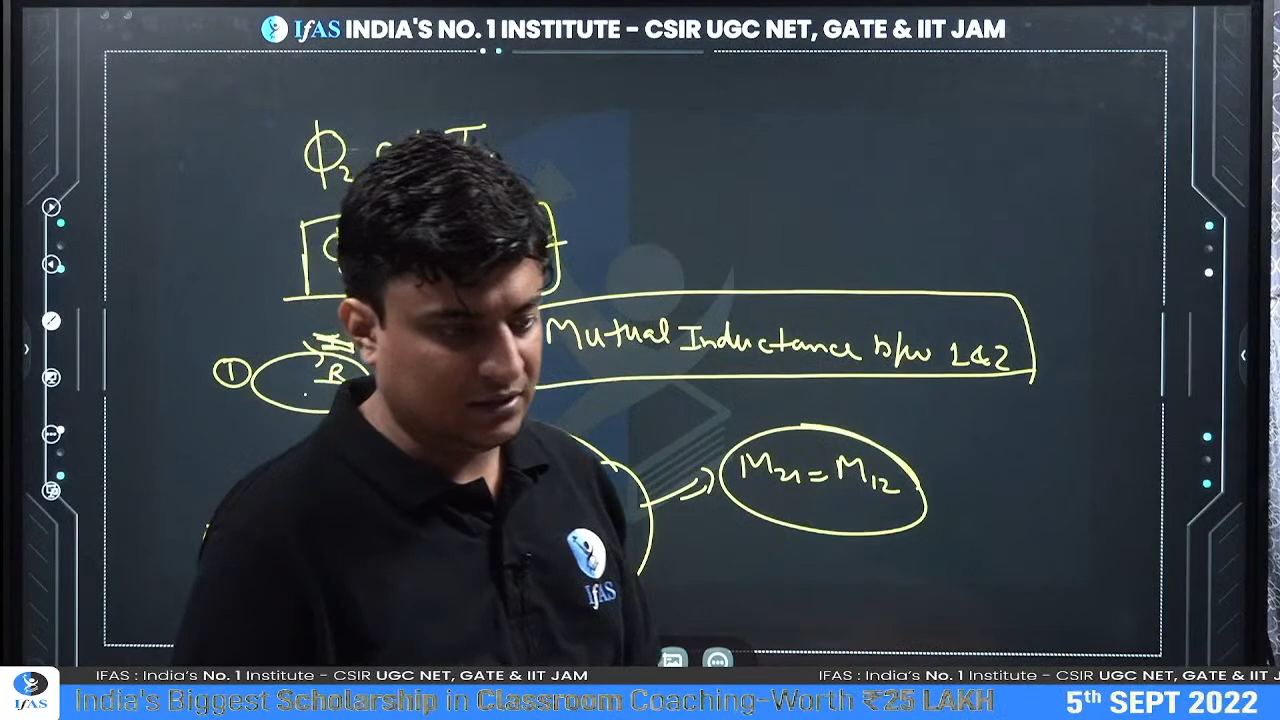 IFAS INDIA'S NO. 1 INSTITUTE - CSIR UGC NET, GATE & IIT JAM
ϕ₂
Mutual Inductance b/w 1&2
① R
M₂₁ = M₁₂
IFAS
IFAS : India's No. 1 Institute - CSIR UGC NET, GATE & IIT JAM
IFAS : India's No. 1 Institute - CSIR UGC NET, GATE & IIT J
IFAS
India's Biggest Scholarship in Classroom Coaching-Worth ₹25 LAKH
5th SEPT 2022